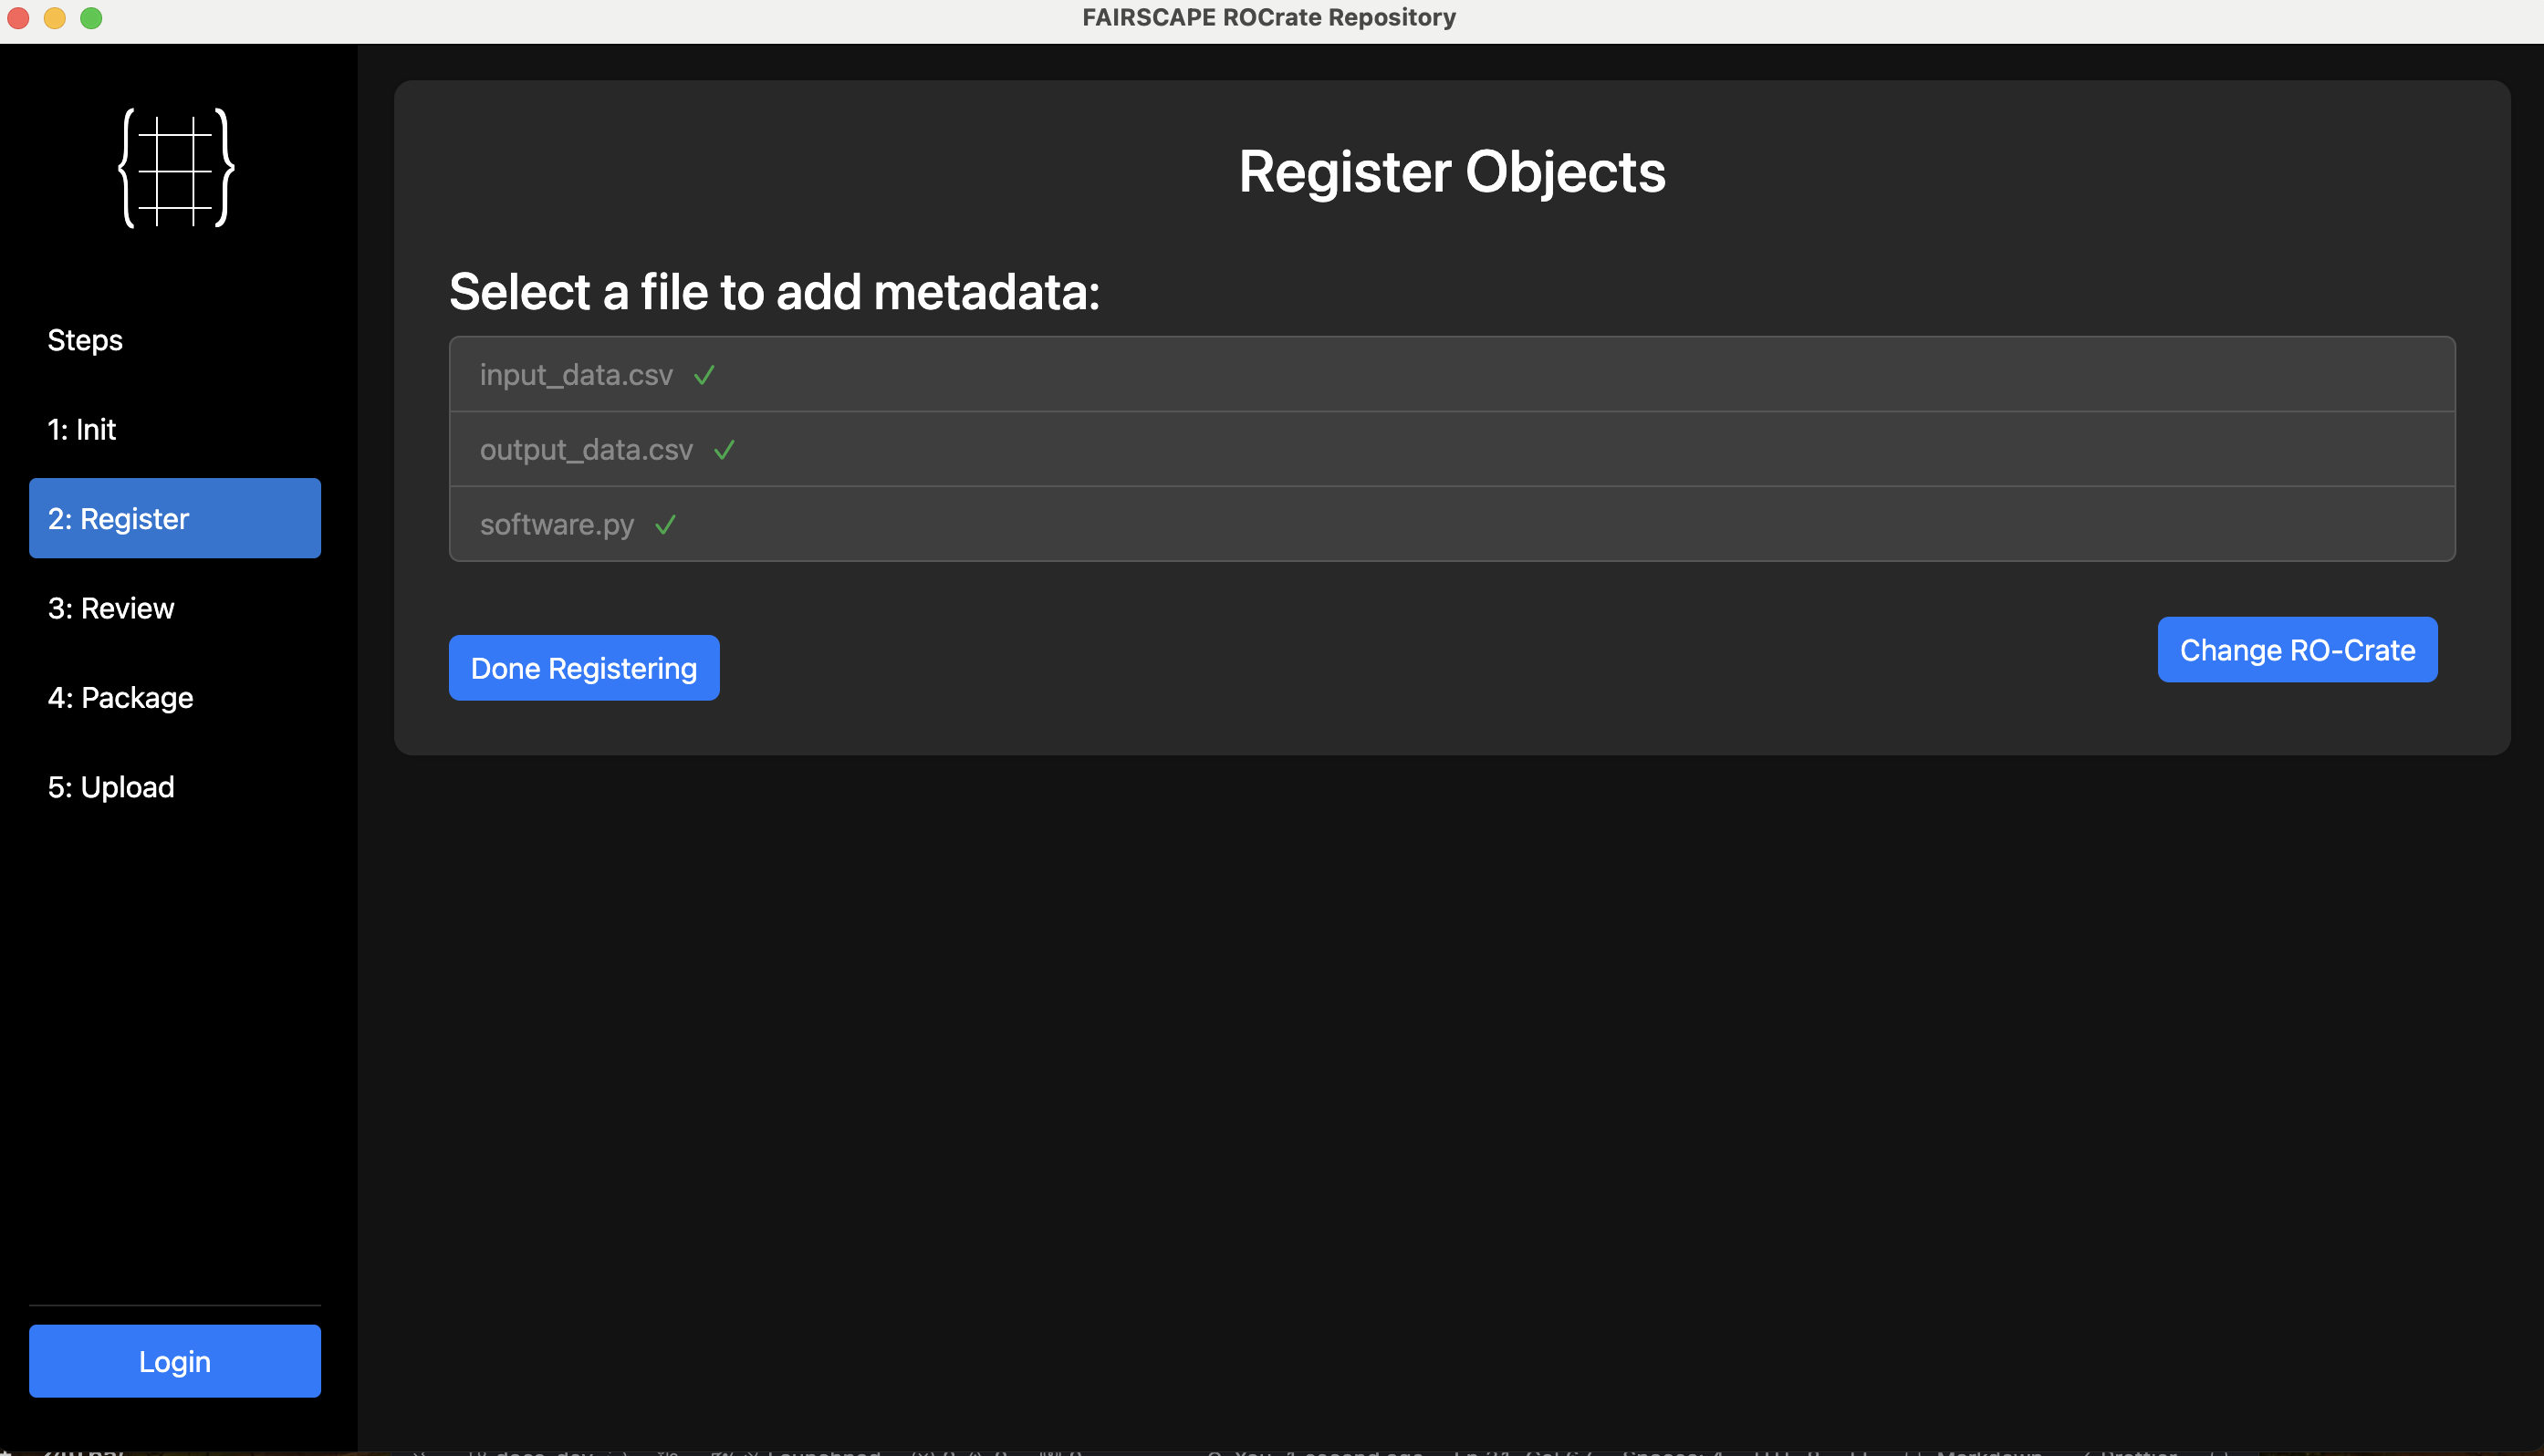 FAIRSCAPE ROCrate Repository
Steps
1: Init
2: Register
3: Review
4: Package
5: Upload
Login
Register Objects
Select a file to add metadata:
input_data.csv ✓
output_data.csv ✓
software.py ✓
Done Registering
Change RO-Crate